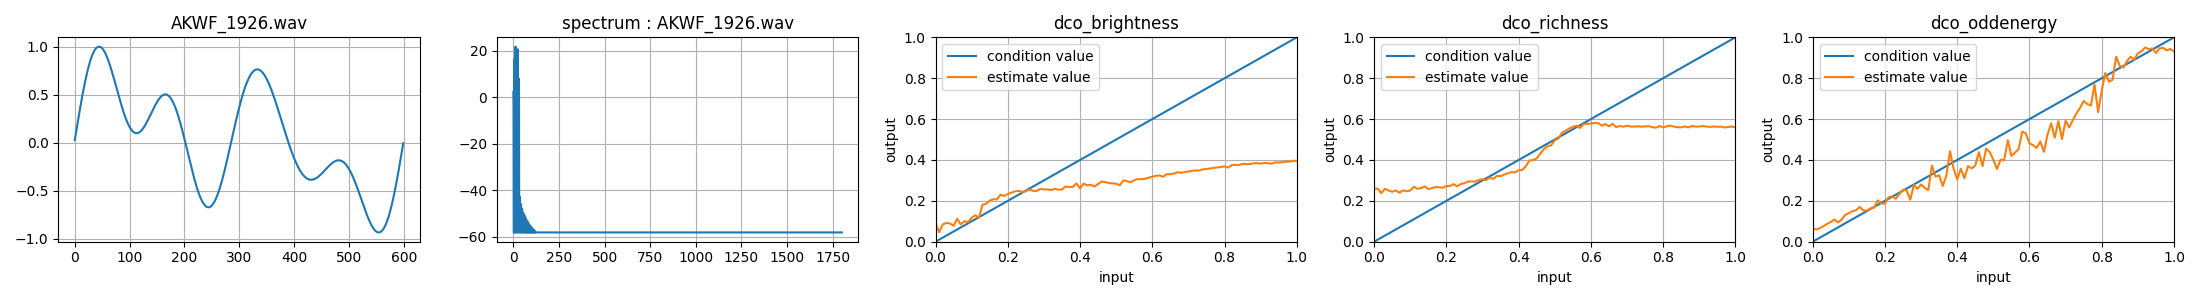 AKWF_1926.wav
1.0
0.5
0.0
−0.5
−1.0
0 100 200 300 400 500 600
spectrum : AKWF_1926.wav
20
0
−20
−40
−60
0 250 500 750 1000 1250 1500 1750
dco_brightness
condition value
estimate value
1.0
0.8
0.6
0.4
0.2
0.0
output
0.0 0.2 0.4 0.6 0.8 1.0
input
dco_richness
condition value
estimate value
1.0
0.8
0.6
0.4
0.2
0.0
output
0.0 0.2 0.4 0.6 0.8 1.0
input
dco_oddenergy
condition value
estimate value
1.0
0.8
0.6
0.4
0.2
0.0
output
0.0 0.2 0.4 0.6 0.8 1.0
input